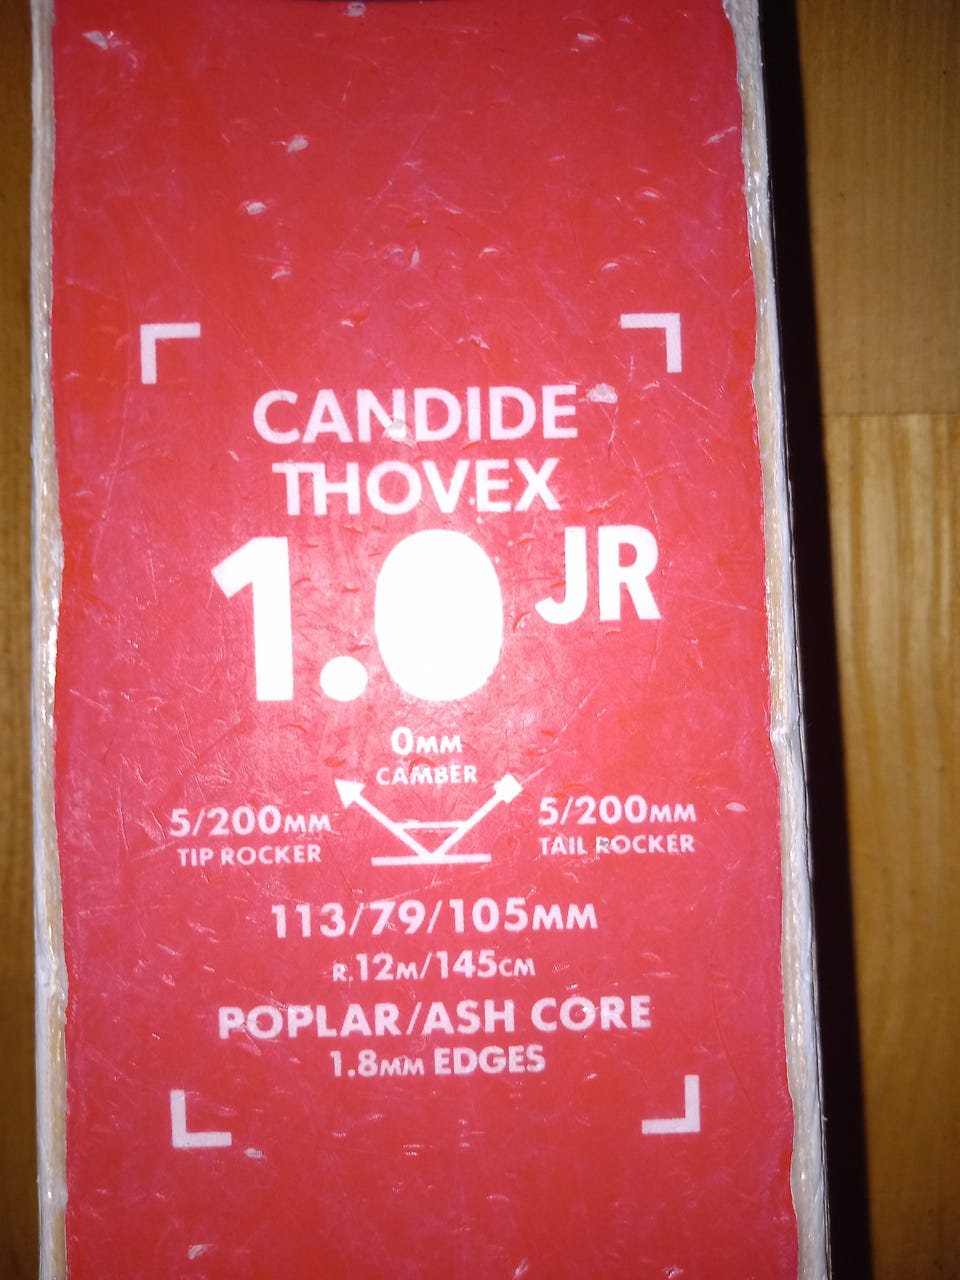 CANDIDE
THOVEX
1.0 JR
0MM
CAMBER
5/200MM
TIP ROCKER
5/200MM
TAIL ROCKER
113/79/105MM
R.12M/145CM
POPLAR/ASH CORE
1.8MM EDGES